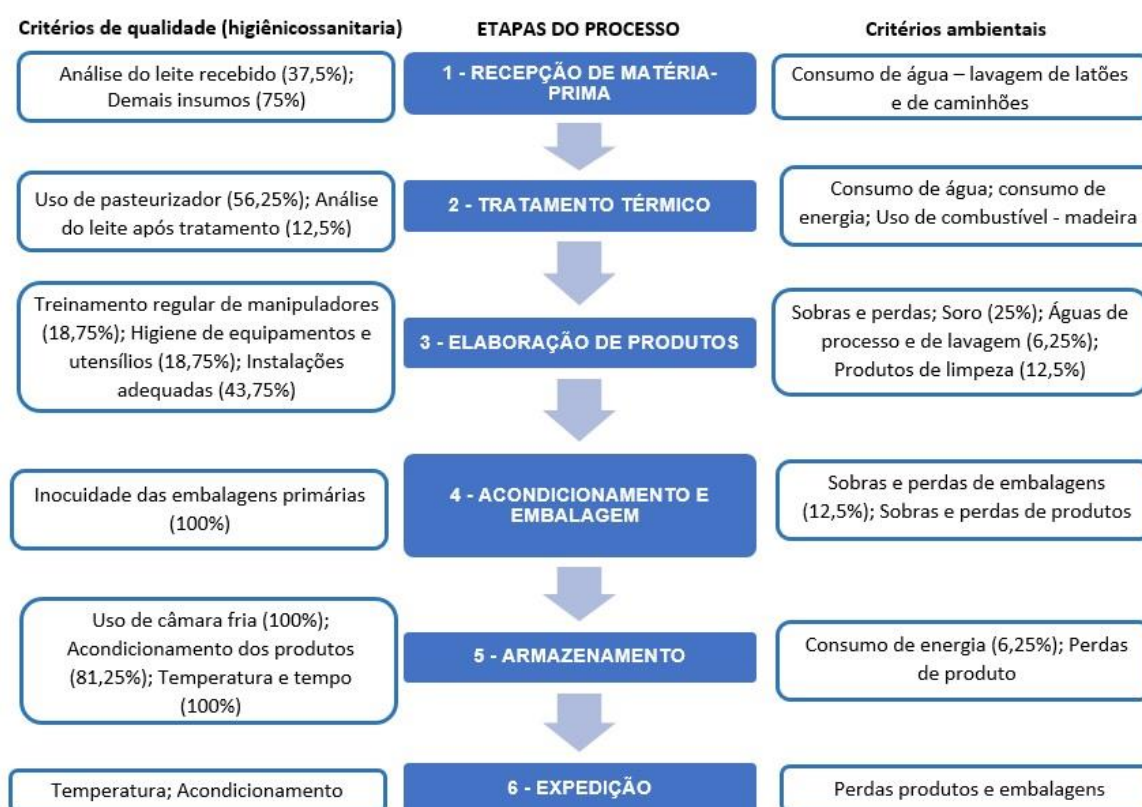 Critérios de qualidade (higiênicossanitaria)
ETAPAS DO PROCESSO
Critérios ambientais
Análise do leite recebido (37,5%);
Demais insumos (75%)
1 - RECEPÇÃO DE MATÉRIA-
PRIMA
Consumo de água – lavagem de latões
e de caminhões
Uso de pasteurizador (56,25%); Análise
do leite após tratamento (12,5%)
2 - TRATAMENTO TÉRMICO
Consumo de água; consumo de
energia; Uso de combustível - madeira
Treinamento regular de manipuladores
(18,75%); Higiene de equipamentos e
utensílios (18,75%); Instalações
adequadas (43,75%)
3 - ELABORAÇÃO DE PRODUTOS
Sobras e perdas; Soro (25%); Águas de
processo e de lavagem (6,25%);
Produtos de limpeza (12,5%)
Inocuidade das embalagens primárias
(100%)
4 - ACONDICIONAMENTO E
EMBALAGEM
Sobras e perdas de embalagens
(12,5%); Sobras e perdas de produtos
Uso de câmara fria (100%);
Acondicionamento dos produtos
(81,25%); Temperatura e tempo
(100%)
5 - ARMAZENAMENTO
Consumo de energia (6,25%); Perdas
de produto
Temperatura; Acondicionamento
6 - EXPEDIÇÃO
Perdas produtos e embalagens